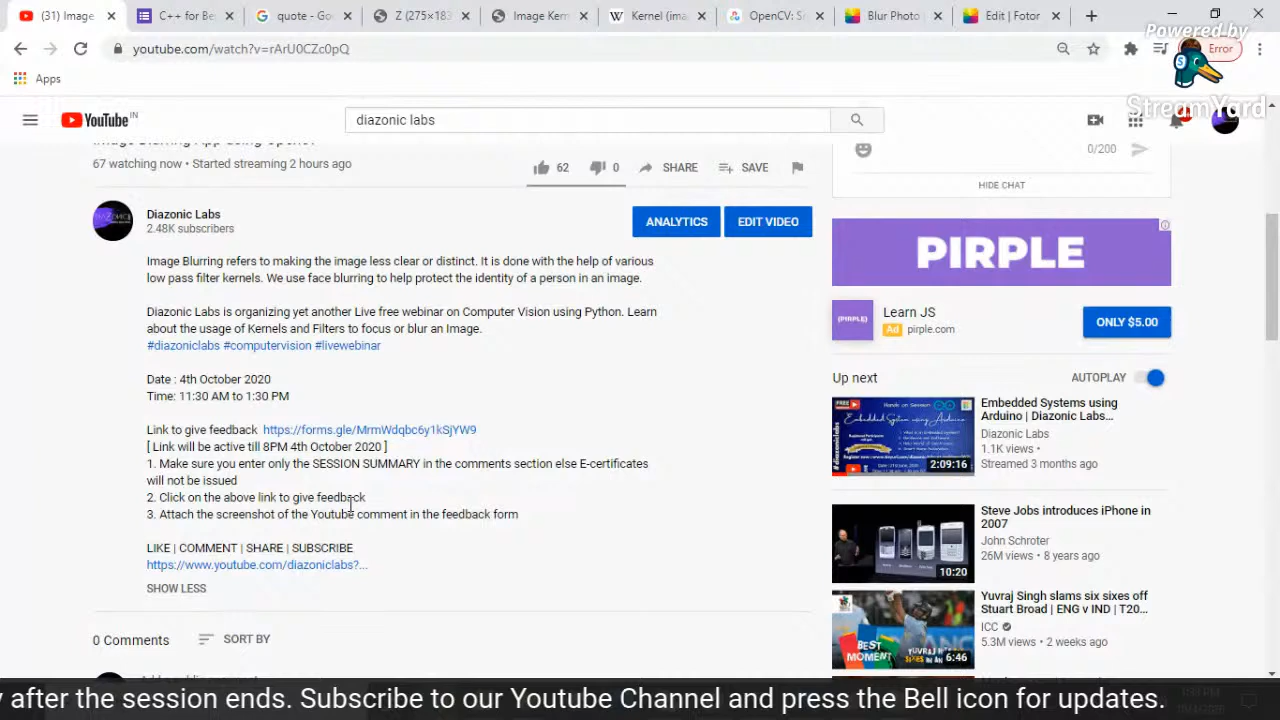 (31) Image
C++ for Be
quote - Go
Z (275×183
Image Kern
Kernel (ima
OpenCV: S
Blur Photo
Edit | Fotor
youtube.com/watch?v=rArU0CZc0pQ
Error
Powered by
StreamYard
Apps
YouTube IN
diazonic labs
67 watching now • Started streaming 2 hours ago
62
0
SHARE
SAVE
0/200
HIDE CHAT
Diazonic Labs
2.48K subscribers
ANALYTICS
EDIT VIDEO
Image Blurring refers to making the image less clear or distinct. It is done with the help of various
low pass filter kernels. We use face blurring to help protect the identity of a person in an image.
Diazonic Labs is organizing yet another Live free webinar on Computer Vision using Python. Learn
about the usage of Kernels and Filters to focus or blur an Image.
#diazoniclabs #computervision #livewebinar
Date : 4th October 2020
Time: 11:30 AM to 1:30 PM
Link to give feedback: https://forms.gle/MrmWdqbc6y1kSjYW9
[ Link will be active till 8PM 4th October 2020 ]
1. Make sure you enter only the SESSION SUMMARY in the comments section else E-certificates
will not be issued
2. Click on the above link to give feedback
3. Attach the screenshot of the Youtube comment in the feedback form
LIKE | COMMENT | SHARE | SUBSCRIBE
https://www.youtube.com/diazoniclabs?...
SHOW LESS
0 Comments
SORT BY
PIRPLE
{PIRPLE}
Learn JS
Ad pirple.com
ONLY $5.00
Up next
AUTOPLAY
2:09:16
Embedded Systems using
Arduino | Diazonic Labs...
Diazonic Labs
1.1K views •
Streamed 3 months ago
10:20
Steve Jobs introduces iPhone in
2007
John Schroter
26M views • 8 years ago
BEST
MOMENT
6:46
Yuvraj Singh slams six sixes off
Stuart Broad | ENG v IND | T20...
ICC
5.3M views • 2 weeks ago
after the session ends. Subscribe to our Youtube Channel and press the Bell icon for updates.